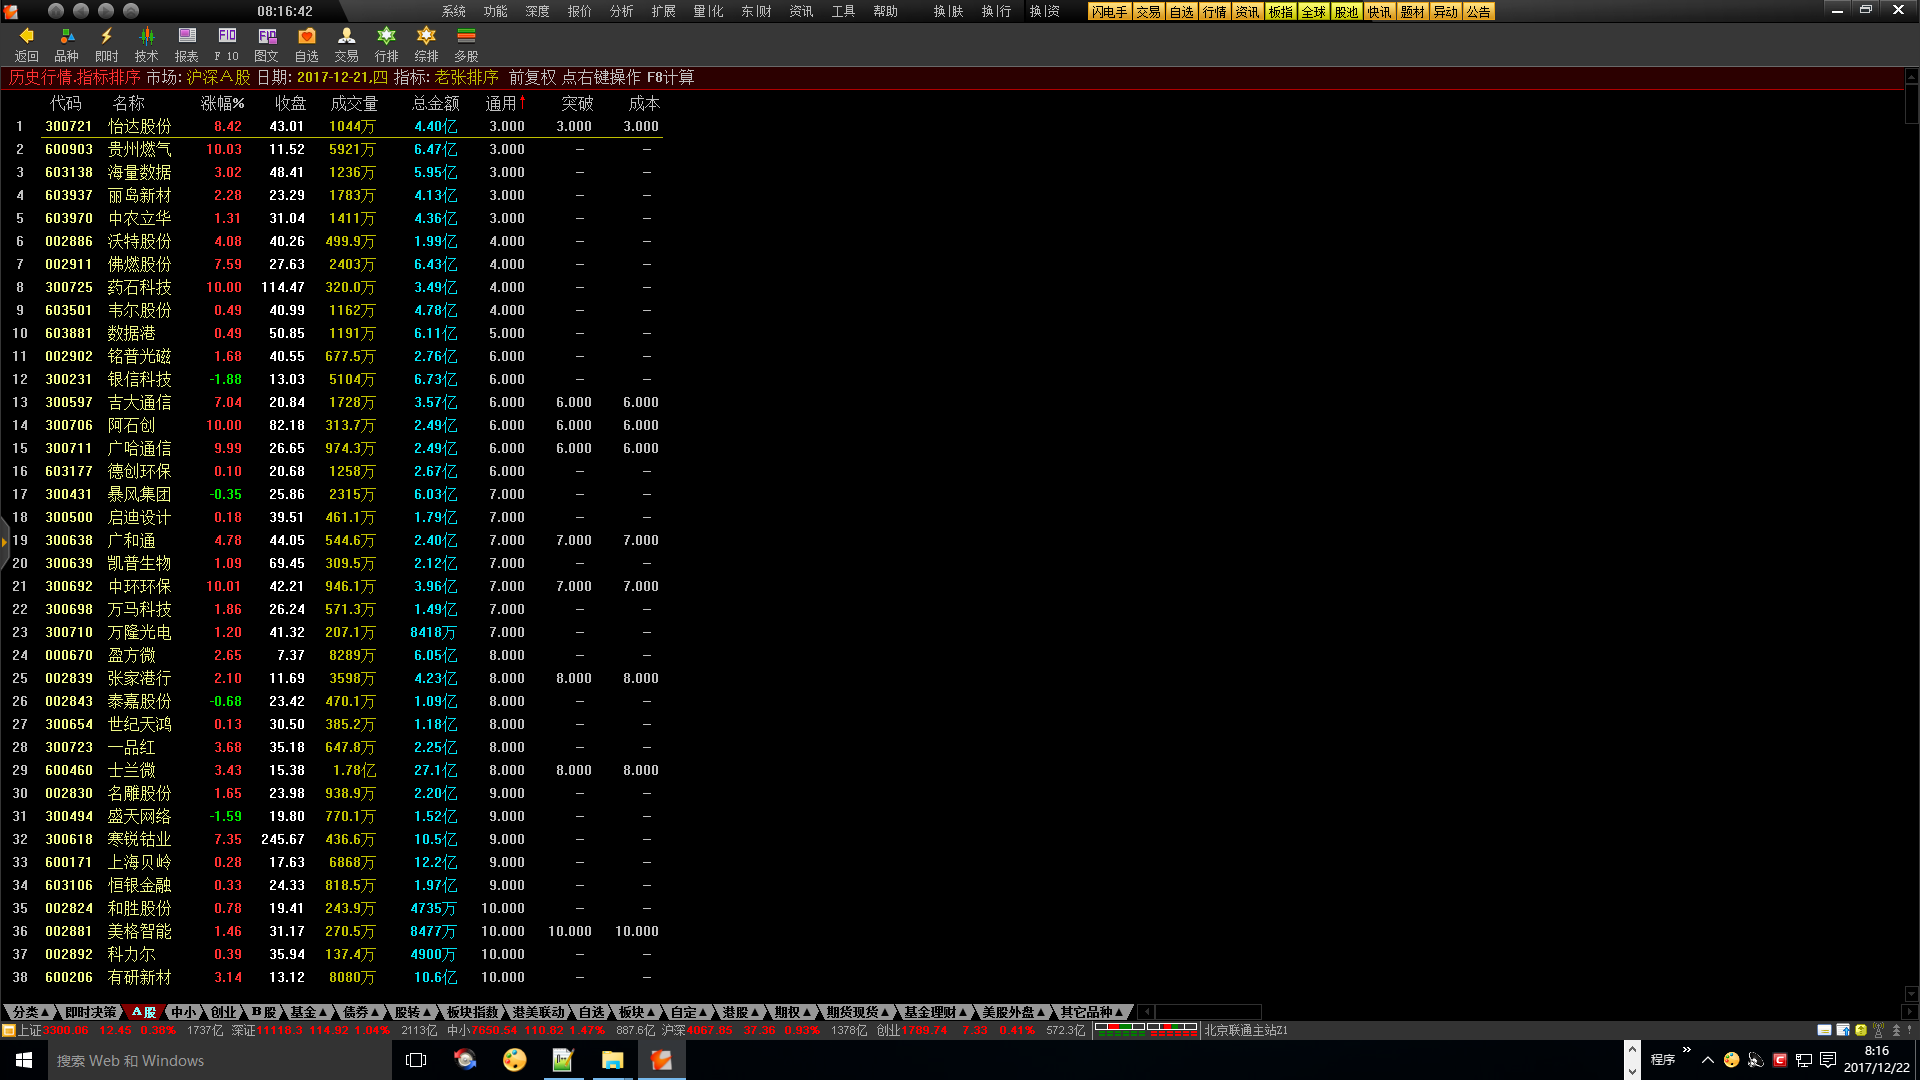 08:16:42 系统 功能 深度 报价 分析 扩展 量|化 东|财 资讯 工具 帮助 换|肤 换|行 换|资 闪电手 交易 自选 行情 资讯 板指 全球 股池 快讯 题材 异动 公告
F10 F10
返回 品种 即时 技术 报表 F 10 图文 自选 交易 行排 综排 多股
历史行情.指标排序 市场: 沪深A股 日期: 2017-12-21,四 指标: 老张排序 前复权 点右键操作 F8计算
代码 名称 涨幅% 收盘 成交量 总金额 通用↑ 突破 成本
1 300721 怡达股份 8.42 43.01 1044万 4.40亿 3.000 3.000 3.000
2 600903 贵州燃气 10.03 11.52 5921万 6.47亿 3.000 — —
3 603138 海量数据 3.02 48.41 1236万 5.95亿 3.000 — —
4 603937 丽岛新材 2.28 23.29 1783万 4.13亿 3.000 — —
5 603970 中农立华 1.31 31.04 1411万 4.36亿 3.000 — —
6 002886 沃特股份 4.08 40.26 499.9万 1.99亿 4.000 — —
7 002911 佛燃股份 7.59 27.63 2403万 6.43亿 4.000 — —
8 300725 药石科技 10.00 114.47 320.0万 3.49亿 4.000 — —
9 603501 韦尔股份 0.49 40.99 1162万 4.78亿 4.000 — —
10 603881 数据港 0.49 50.85 1191万 6.11亿 5.000 — —
11 002902 铭普光磁 1.68 40.55 677.5万 2.76亿 6.000 — —
12 300231 银信科技 -1.88 13.03 5104万 6.73亿 6.000 — —
13 300597 吉大通信 7.04 20.84 1728万 3.57亿 6.000 6.000 6.000
14 300706 阿石创 10.00 82.18 313.7万 2.49亿 6.000 6.000 6.000
15 300711 广哈通信 9.99 26.65 974.3万 2.49亿 6.000 6.000 6.000
16 603177 德创环保 0.10 20.68 1258万 2.67亿 6.000 — —
17 300431 暴风集团 -0.35 25.86 2315万 6.03亿 7.000 — —
18 300500 启迪设计 0.18 39.51 461.1万 1.79亿 7.000 — —
19 300638 广和通 4.78 44.05 544.6万 2.40亿 7.000 7.000 7.000
20 300639 凯普生物 1.09 69.45 309.5万 2.12亿 7.000 — —
21 300692 中环环保 10.01 42.21 946.1万 3.96亿 7.000 7.000 7.000
22 300698 万马科技 1.86 26.24 571.3万 1.49亿 7.000 — —
23 300710 万隆光电 1.20 41.32 207.1万 8418万 7.000 — —
24 000670 盈方微 2.65 7.37 8289万 6.05亿 8.000 — —
25 002839 张家港行 2.10 11.69 3598万 4.23亿 8.000 8.000 8.000
26 002843 泰嘉股份 -0.68 23.42 470.1万 1.09亿 8.000 — —
27 300654 世纪天鸿 0.13 30.50 385.2万 1.18亿 8.000 — —
28 300723 一品红 3.68 35.18 647.8万 2.25亿 8.000 — —
29 600460 士兰微 3.43 15.38 1.78亿 27.1亿 8.000 8.000 8.000
30 002830 名雕股份 1.65 23.98 938.9万 2.20亿 9.000 — —
31 300494 盛天网络 -1.59 19.80 770.1万 1.52亿 9.000 — —
32 300618 寒锐钴业 7.35 245.67 436.6万 10.5亿 9.000 — —
33 600171 上海贝岭 0.28 17.63 6868万 12.2亿 9.000 — —
34 603106 恒银金融 0.33 24.33 818.5万 1.97亿 9.000 — —
35 002824 和胜股份 0.78 19.41 243.9万 4735万 10.000 — —
36 002881 美格智能 1.46 31.17 270.5万 8477万 10.000 10.000 10.000
37 002892 科力尔 0.39 35.94 137.4万 4900万 10.000 — —
38 600206 有研新材 3.14 13.12 8080万 10.6亿 10.000 — —
分类▲ 即时决策 A股 中小 创业 B股 基金▲ 债券▲ 股转▲ 板块指数 港美联动 自选 板块▲ 自定▲ 港股▲ 期权▲ 期货现货▲ 基金理财▲ 美股外盘▲ 其它品种▲
上证3300.06 12.45 0.38% 1737亿 深证11118.3 114.92 1.04% 2113亿 中小7650.54 110.82 1.47% 887.6亿 沪深4067.85 37.36 0.93% 1378亿 创业1789.74 7.33 0.41% 572.3亿 北京联通主站Z1
搜索 Web 和 Windows 程序 » 8:16
2017/12/22